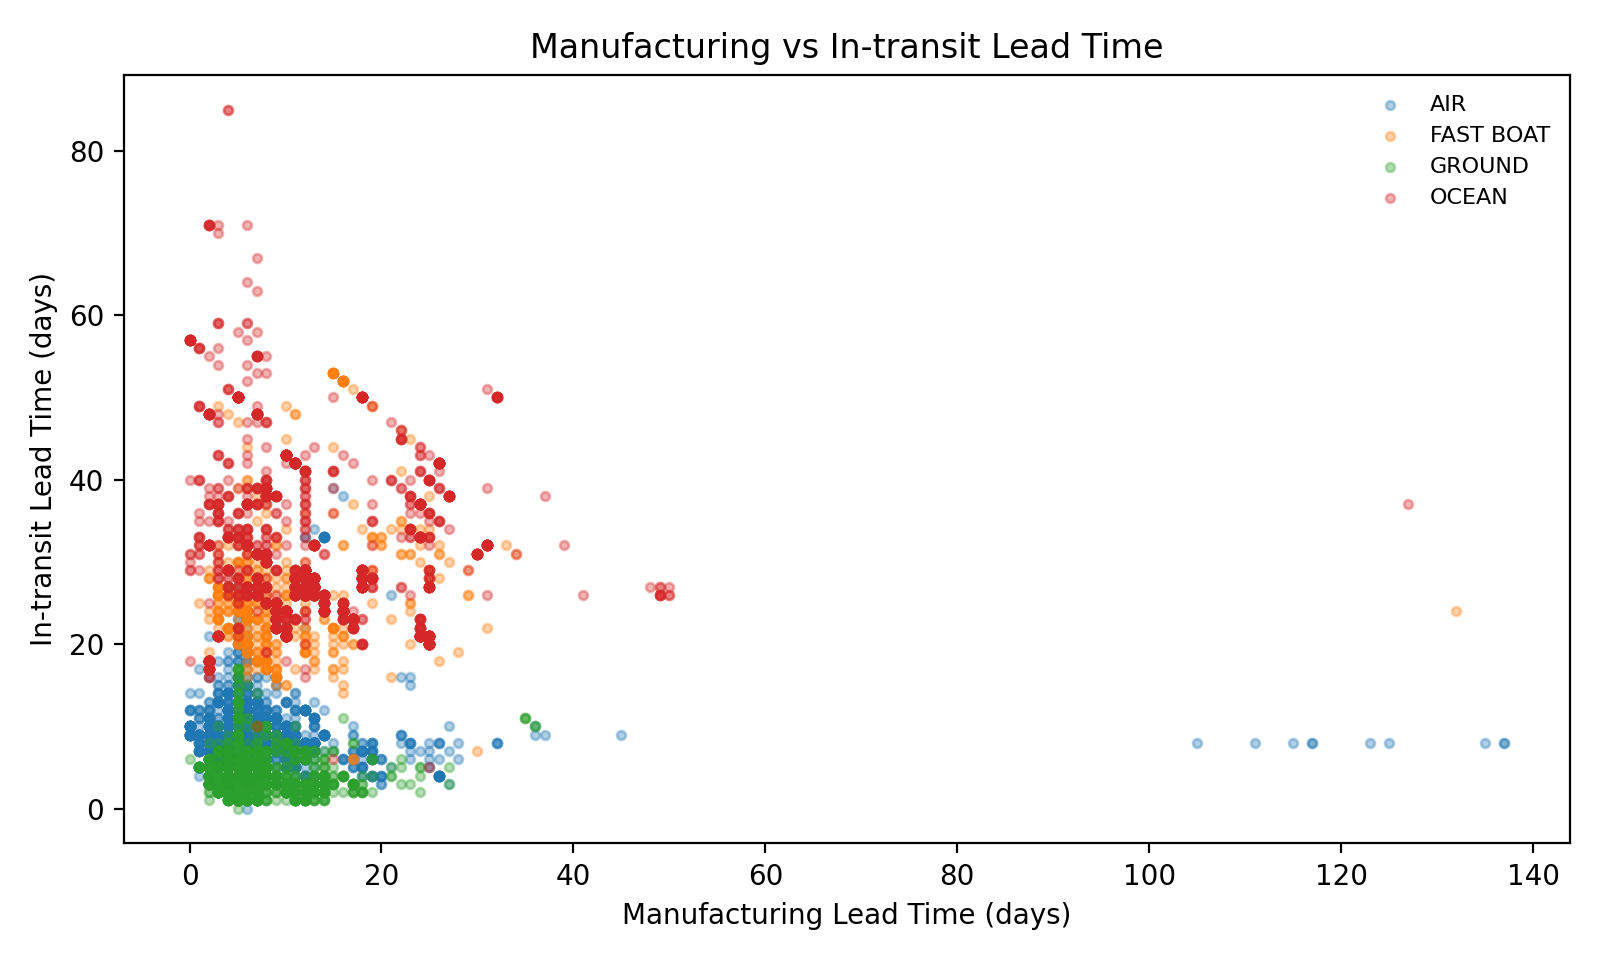 Manufacturing vs In-transit Lead Time
AIR
FAST BOAT
GROUND
OCEAN
In-transit Lead Time (days)
80
60
40
20
0
0 20 40 60 80 100 120 140
Manufacturing Lead Time (days)